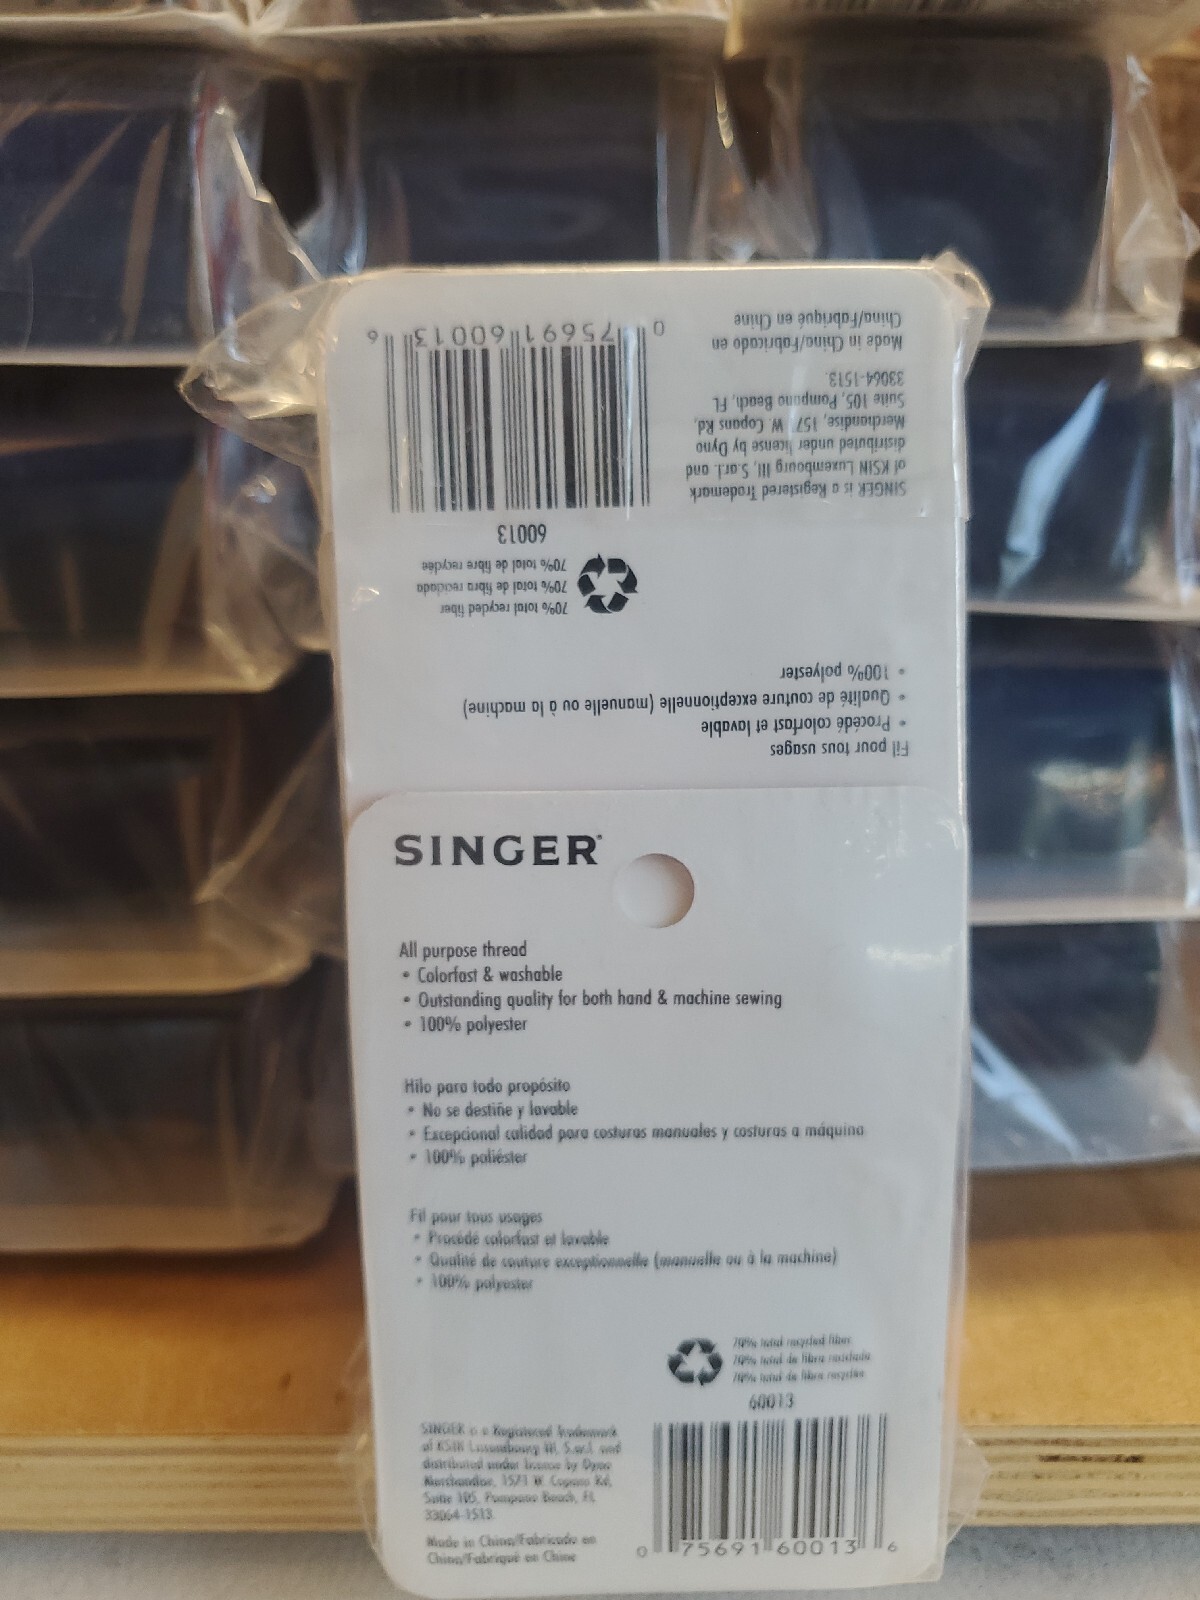 0 75691 60013 6
Made in China/Fabricado en
China/Fabriqué en Chine
SINGER is a Registered Trademark
of KSIN Luxembourg III, S.ar.l. and
distributed under license by Dyno
Merchandise, 1571 W. Copans Rd,
Suite 105, Pompano Beach, FL
33064-1513.
60013
70% total recycled fiber
70% total de fibra reciclada
70% total de fibre recyclée
Fil pour tous usages
• Procédé colorfast et lavable
• Qualité de couture exceptionnelle (manuelle ou à la machine)
• 100% polyester
SINGER
All purpose thread
• Colorfast & washable
• Outstanding quality for both hand & machine sewing
• 100% polyester
Hilo para todo propósito
• No se destiñe y lavable
• Excepcional calidad para costuras manuales y costuras a máquina
• 100% poliéster
Fil pour tous usages
• Procédé colorfast et lavable
• Qualité de couture exceptionnelle (manuelle ou à la machine)
• 100% polyester
70% total recycled fiber
70% total de fibra reciclada
70% total de fibre recyclée
60013
SINGER is a Registered Trademark
of KSIN Luxembourg III, S.ar.l. and
distributed under license by Dyno
Merchandise, 1571 W. Copans Rd,
Suite 105, Pompano Beach, FL
33064-1513.
Made in China/Fabricado en
China/Fabriqué en Chine
0 75691 60013 6